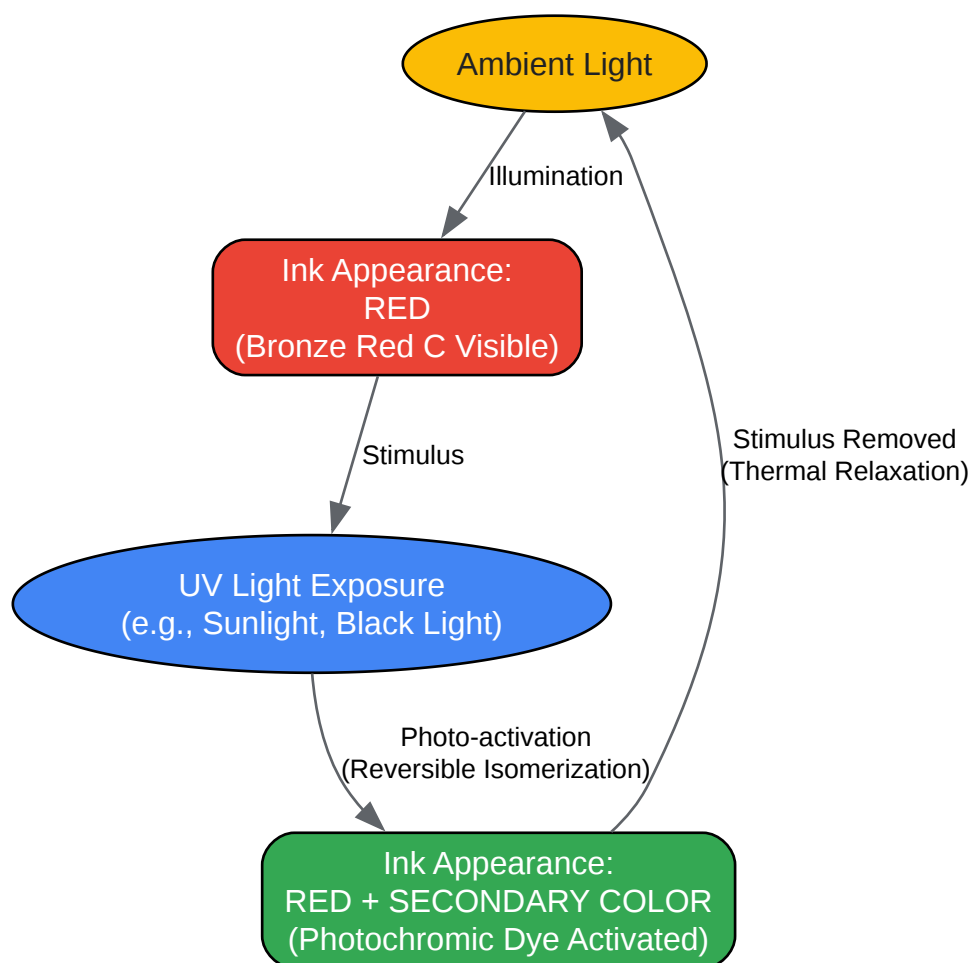 Ambient Light
Illumination
Ink Appearance:
RED
(Bronze Red C Visible)
Stimulus
Stimulus Removed
(Thermal Relaxation)
UV Light Exposure
(e.g., Sunlight, Black Light)
Photo-activation
(Reversible Isomerization)
Ink Appearance:
RED + SECONDARY COLOR
(Photochromic Dye Activated)